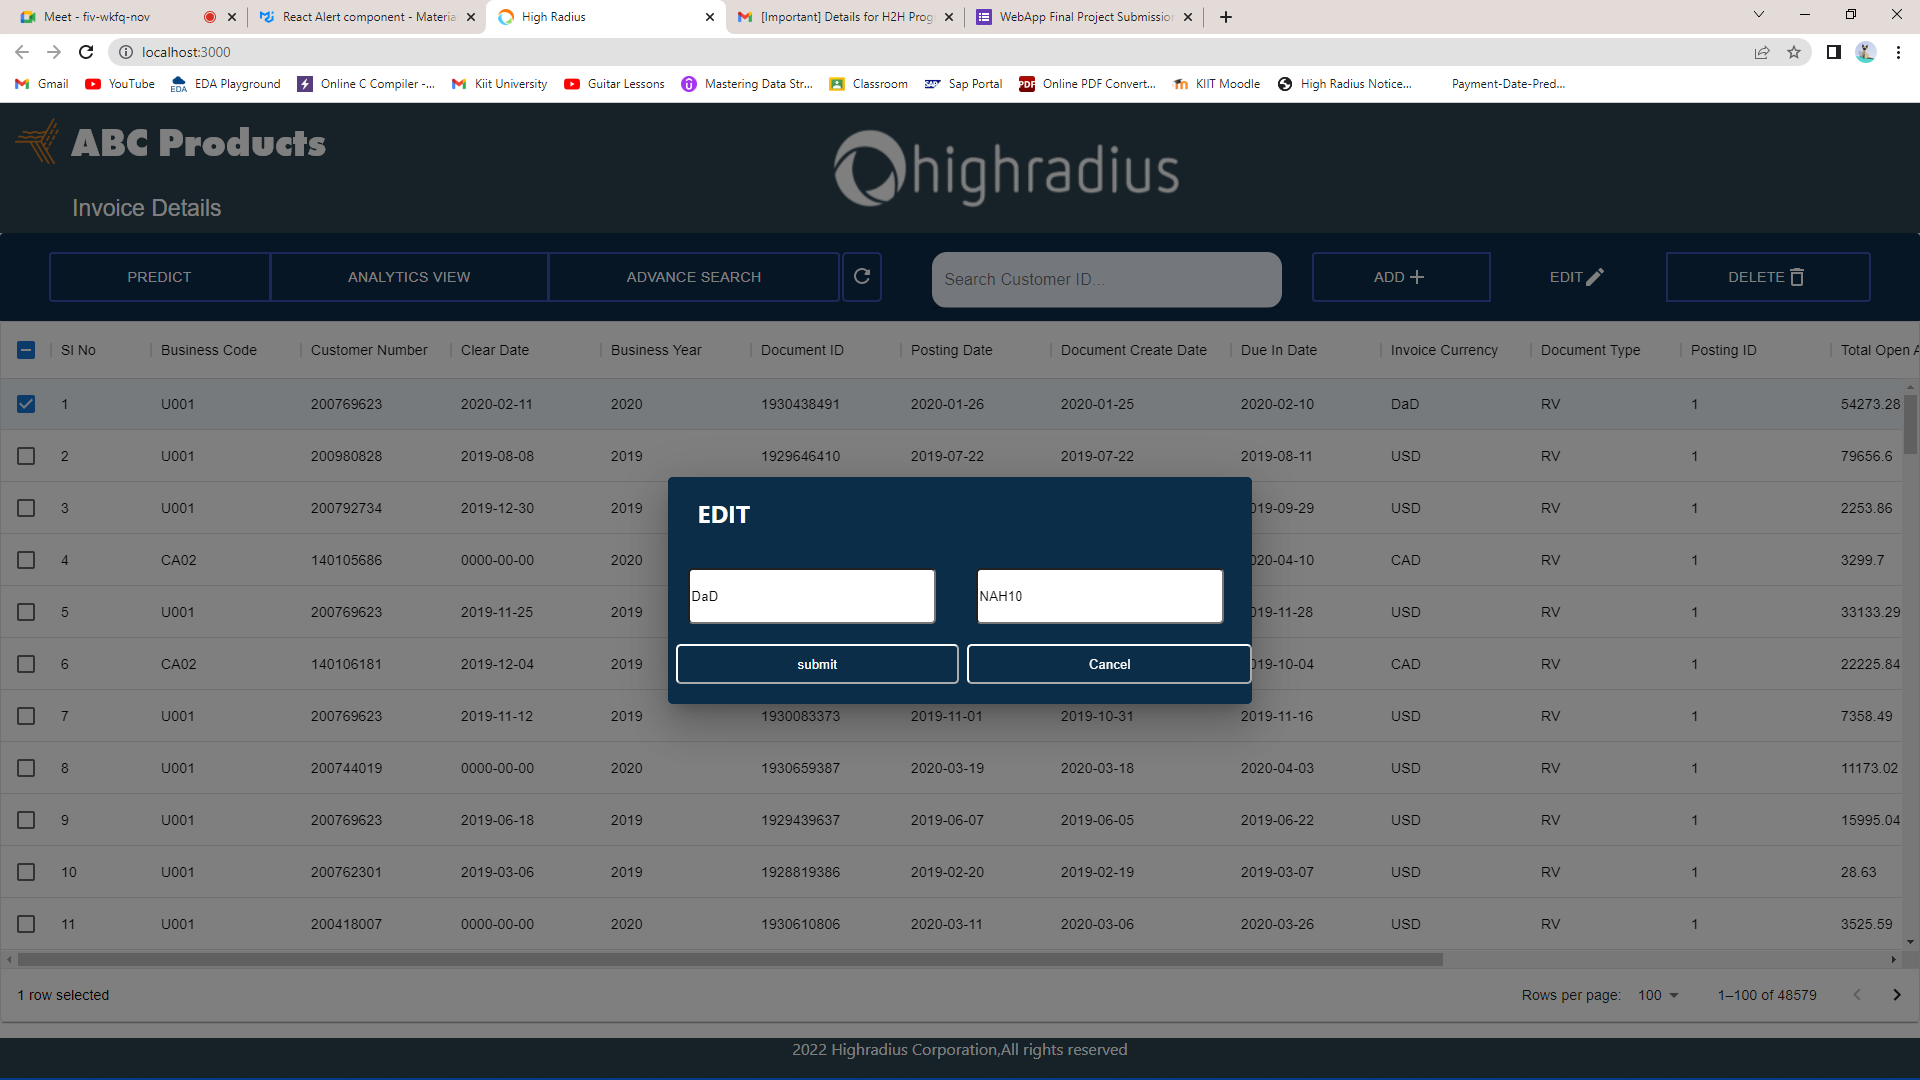 Meet - fiv-wkfq-nov
React Alert component - Materia
High Radius
[Important] Details for H2H Prog
WebApp Final Project Submission
localhost:3000
Gmail YouTube EDA Playground Online C Compiler -... Kiit University Guitar Lessons Mastering Data Str... Classroom Sap Portal Online PDF Convert... KIIT Moodle High Radius Notice... Payment-Date-Pred...
ABC Products
highradius
Invoice Details
PREDICT ANALYTICS VIEW ADVANCE SEARCH Search Customer ID... ADD EDIT DELETE
Sl No Business Code Customer Number Clear Date Business Year Document ID Posting Date Document Create Date Due In Date Invoice Currency Document Type Posting ID Total Open A
1 U001 200769623 2020-02-11 2020 1930438491 2020-01-26 2020-01-25 2020-02-10 DaD RV 1 54273.28
2 U001 200980828 2019-08-08 2019 1929646410 2019-07-22 2019-07-22 2019-08-11 USD RV 1 79656.6
3 U001 200792734 2019-12-30 2019 019-09-29 USD RV 1 2253.86
4 CA02 140105686 0000-00-00 2020 020-04-10 CAD RV 1 3299.7
5 U001 200769623 2019-11-25 2019 019-11-28 USD RV 1 33133.29
6 CA02 140106181 2019-12-04 2019 019-10-04 CAD RV 1 22225.84
7 U001 200769623 2019-11-12 2019 1930083373 2019-11-01 2019-10-31 2019-11-16 USD RV 1 7358.49
8 U001 200744019 0000-00-00 2020 1930659387 2020-03-19 2020-03-18 2020-04-03 USD RV 1 11173.02
9 U001 200769623 2019-06-18 2019 1929439637 2019-06-07 2019-06-05 2019-06-22 USD RV 1 15995.04
10 U001 200762301 2019-03-06 2019 1928819386 2019-02-20 2019-02-19 2019-03-07 USD RV 1 28.63
11 U001 200418007 0000-00-00 2020 1930610806 2020-03-11 2020-03-06 2020-03-26 USD RV 1 3525.59
EDIT
DaD NAH10
submit Cancel
1 row selected Rows per page: 100 1–100 of 48579
2022 Highradius Corporation,All rights reserved